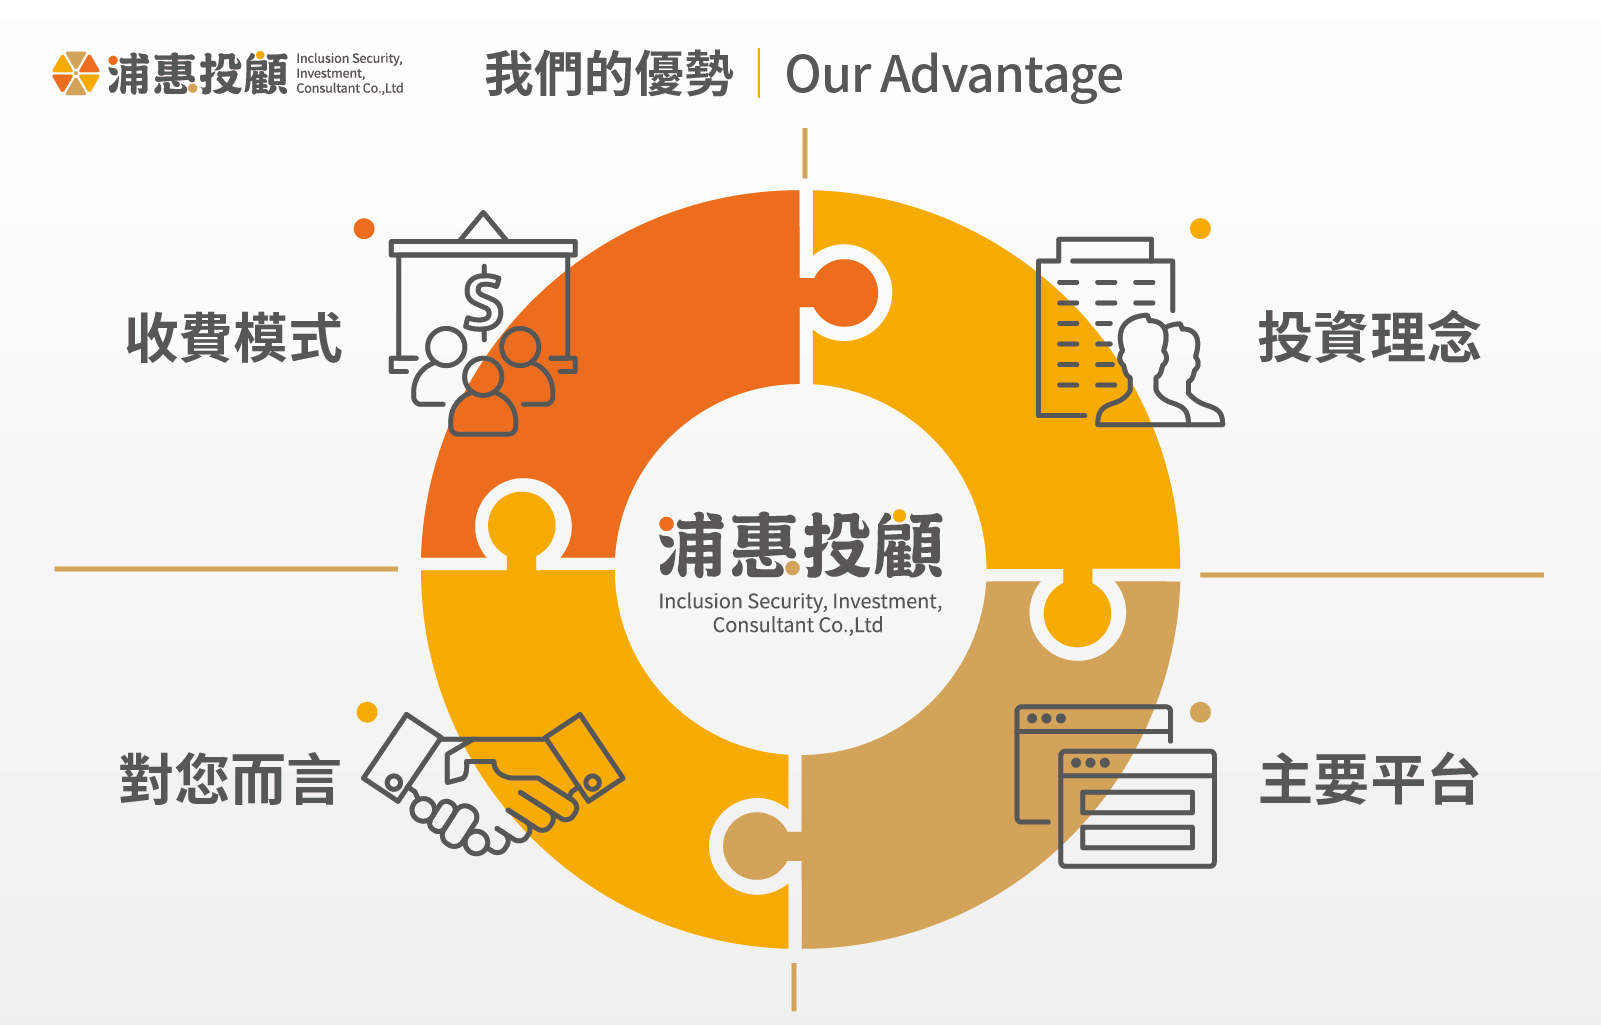 浦惠投顧
Inclusion Security,
Investment,
Consultant Co.,Ltd
我們的優勢 | Our Advantage
收費模式
$
投資理念
浦惠投顧
Inclusion Security, Investment,
Consultant Co.,Ltd
對您而言
主要平台